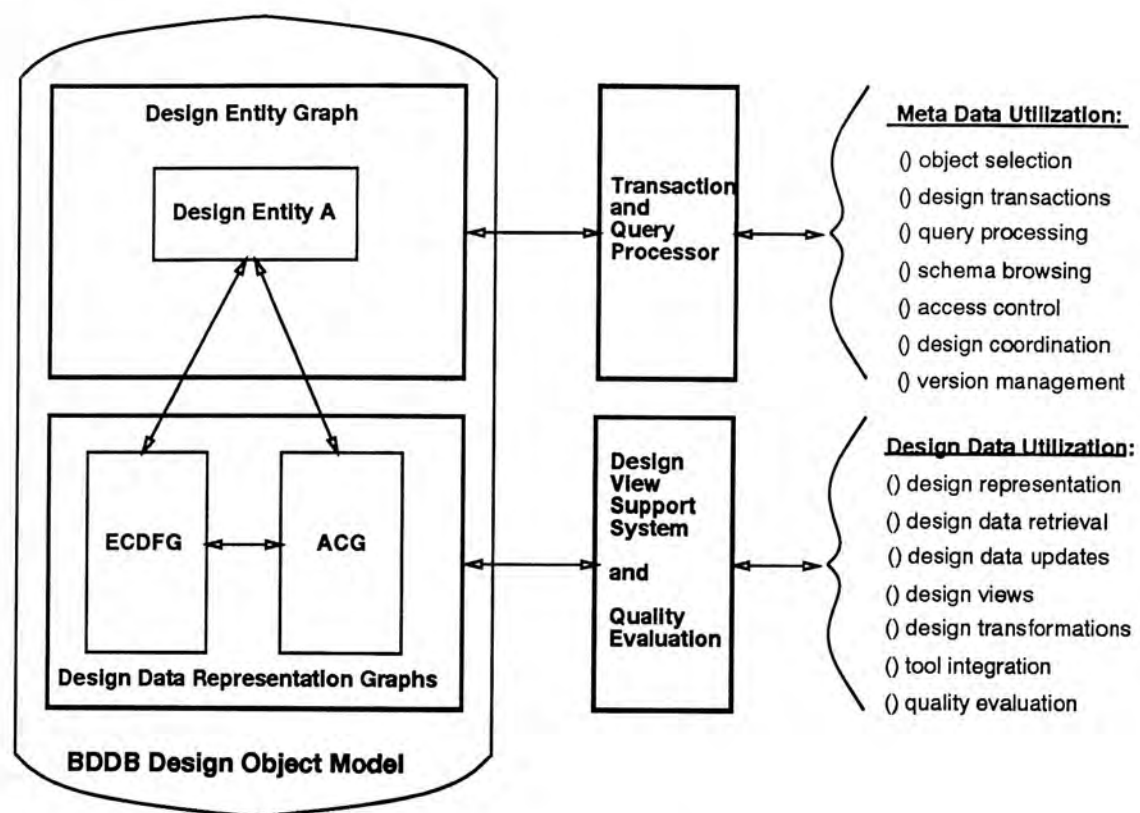 Design Entity Graph
Design Entity A
ECDFG
ACG
Design Data Representation Graphs
BDDB Design Object Model
Transaction
and
Query
Processor
Design
View
Support
System
and
Quality
Evaluation
Meta Data Utilization:
() object selection
() design transactions
() query processing
() schema browsing
() access control
() design coordination
() version management
Design Data Utilization:
() design representation
() design data retrieval
() design data updates
() design views
() design transformations
() tool integration
() quality evaluation